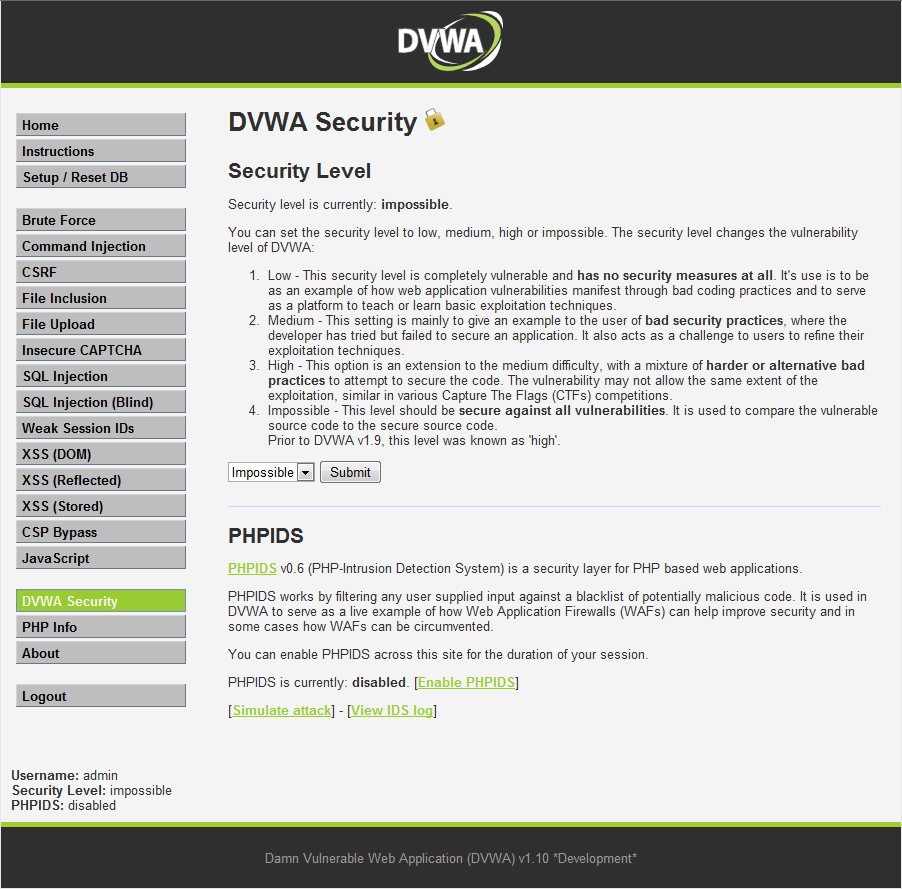 DVWA
Home
Instructions
Setup / Reset DB
Brute Force
Command Injection
CSRF
File Inclusion
File Upload
Insecure CAPTCHA
SQL Injection
SQL Injection (Blind)
Weak Session IDs
XSS (DOM)
XSS (Reflected)
XSS (Stored)
CSP Bypass
JavaScript
DVWA Security
PHP Info
About
Logout
DVWA Security
Security Level
Security level is currently: impossible.
You can set the security level to low, medium, high or impossible. The security level changes the vulnerability
level of DVWA:
1. Low - This security level is completely vulnerable and has no security measures at all. It's use is to be
as an example of how web application vulnerabilities manifest through bad coding practices and to serve
as a platform to teach or learn basic exploitation techniques.
2. Medium - This setting is mainly to give an example to the user of bad security practices, where the
developer has tried but failed to secure an application. It also acts as a challenge to users to refine their
exploitation techniques.
3. High - This option is an extension to the medium difficulty, with a mixture of harder or alternative bad
practices to attempt to secure the code. The vulnerability may not allow the same extent of the
exploitation, similar in various Capture The Flags (CTFs) competitions.
4. Impossible - This level should be secure against all vulnerabilities. It is used to compare the vulnerable
source code to the secure source code.
Prior to DVWA v1.9, this level was known as 'high'.
Impossible Submit
PHPIDS
PHPIDS v0.6 (PHP-Intrusion Detection System) is a security layer for PHP based web applications.
PHPIDS works by filtering any user supplied input against a blacklist of potentially malicious code. It is used in
DVWA to serve as a live example of how Web Application Firewalls (WAFs) can help improve security and in
some cases how WAFs can be circumvented.
You can enable PHPIDS across this site for the duration of your session.
PHPIDS is currently: disabled. [Enable PHPIDS]
[Simulate attack] - [View IDS log]
Username: admin
Security Level: impossible
PHPIDS: disabled
Damn Vulnerable Web Application (DVWA) v1.10 *Development*